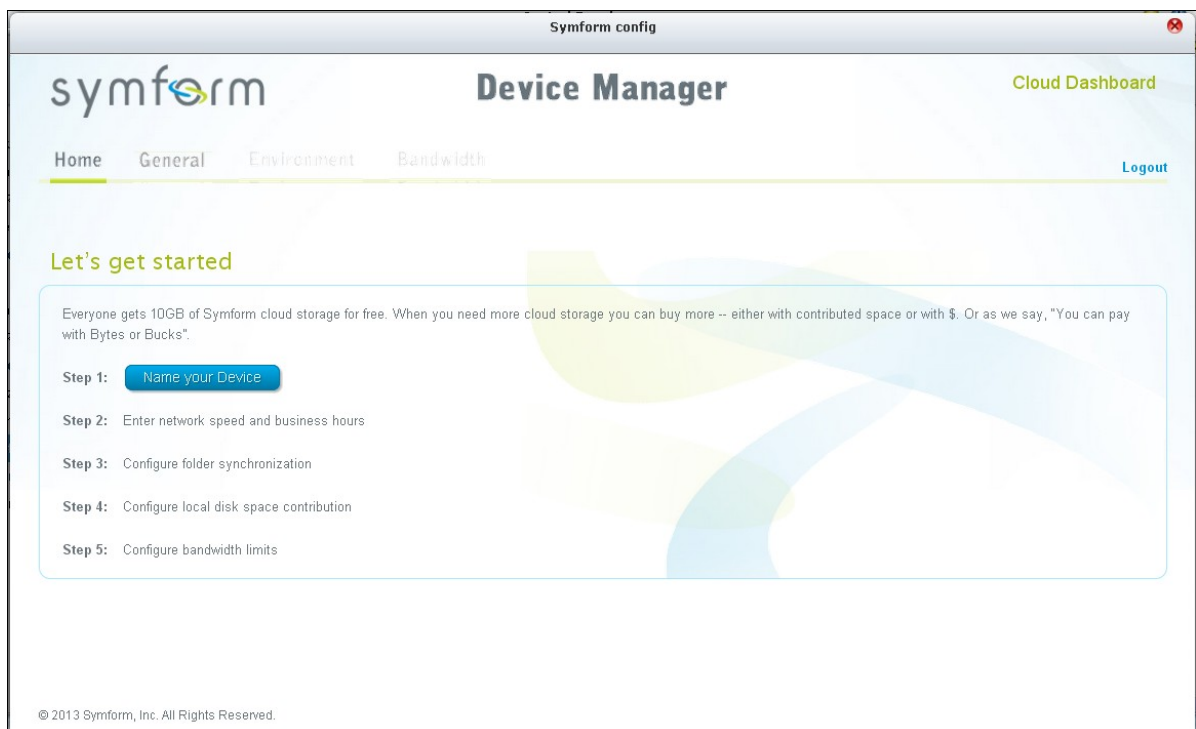 Symform config
symform
Device Manager
Cloud Dashboard
Home General Environment Bandwidth
Logout
Let's get started
Everyone gets 10GB of Symform cloud storage for free. When you need more cloud storage you can buy more -- either with contributed space or with $. Or as we say, "You can pay
with Bytes or Bucks".
Step 1: Name your Device
Step 2: Enter network speed and business hours
Step 3: Configure folder synchronization
Step 4: Configure local disk space contribution
Step 5: Configure bandwidth limits
© 2013 Symform, Inc. All Rights Reserved.